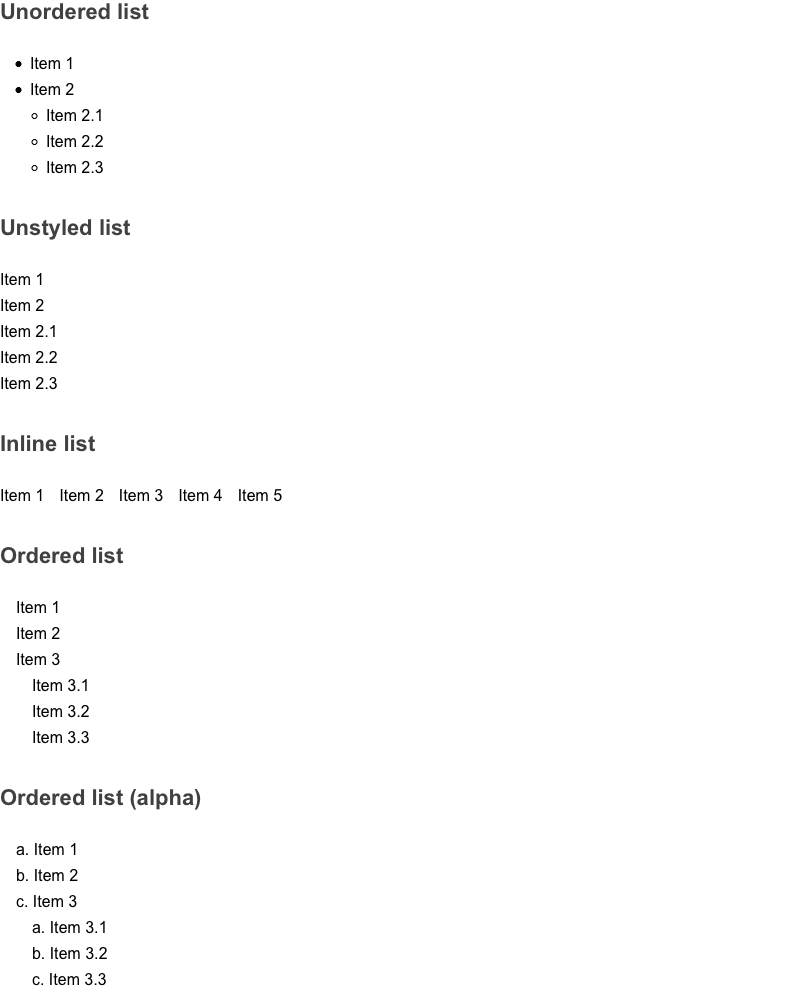 Unordered list
• Item 1
• Item 2
◦ Item 2.1
◦ Item 2.2
◦ Item 2.3
Unstyled list
Item 1
Item 2
Item 2.1
Item 2.2
Item 2.3
Inline list
Item 1 Item 2 Item 3 Item 4 Item 5
Ordered list
Item 1
Item 2
Item 3
Item 3.1
Item 3.2
Item 3.3
Ordered list (alpha)
a. Item 1
b. Item 2
c. Item 3
a. Item 3.1
b. Item 3.2
c. Item 3.3